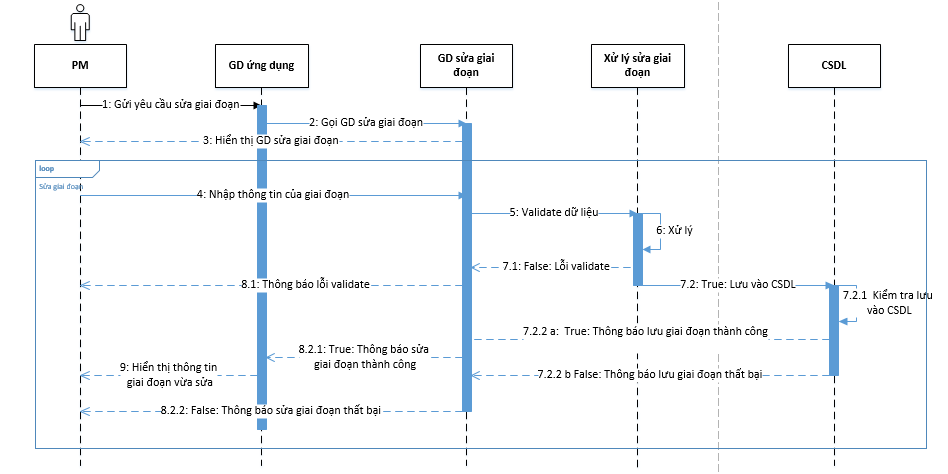 PM
GD ứng dụng
GD sửa giai
đoạn
Xử lý sửa giai
đoạn
CSDL
1: Gửi yêu cầu sửa giai đoạn
2: Gọi GD sửa giai đoạn
3: Hiển thị GD sửa giai đoạn
loop
Sửa giai đoạn
4: Nhập thông tin của giai đoạn
5: Validate dữ liệu
6: Xử lý
7.1: False: Lỗi validate
8.1: Thông báo lỗi validate
7.2: True: Lưu vào CSDL
7.2.1 Kiểm tra lưu
vào CSDL
7.2.2 a: True: Thông báo lưu giai đoạn thành công
8.2.1: True: Thông báo sửa
giai đoạn thành công
9: Hiển thị thông tin
giai đoạn vừa sửa
7.2.2 b False: Thông báo lưu giai đoạn thất bại
8.2.2: False: Thông báo sửa giai đoạn thất bại